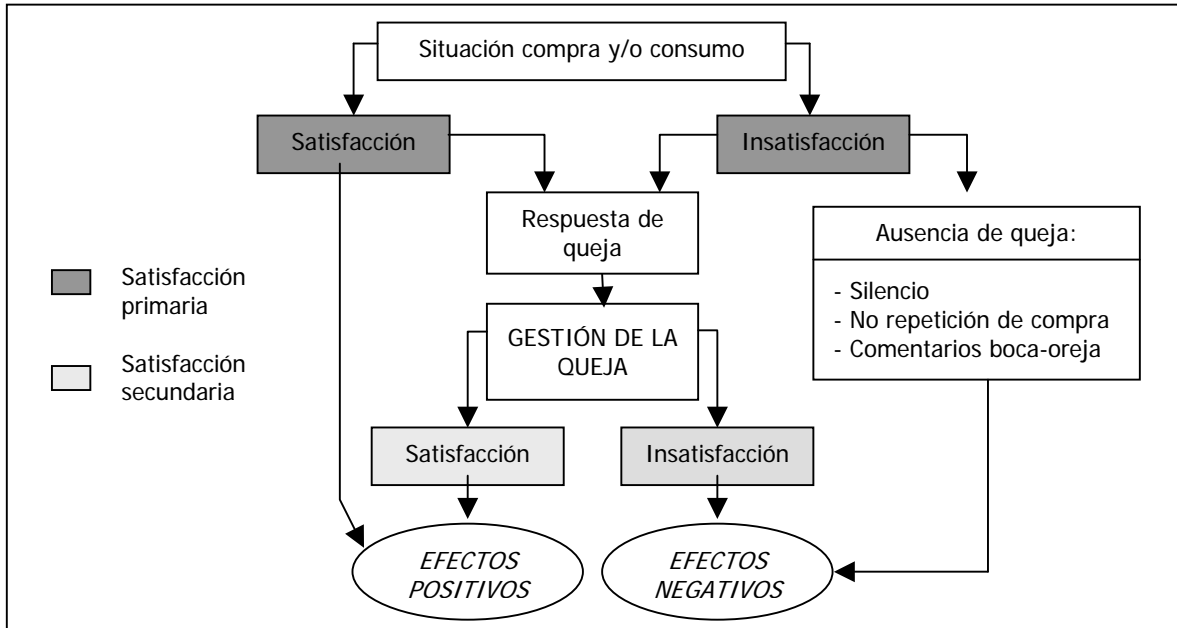 Situación compra y/o consumo
Satisfacción
Insatisfacción
Respuesta de
queja
Ausencia de queja:
- Silencio
- No repetición de compra
- Comentarios boca-oreja
Satisfacción
primaria
Satisfacción
secundaria
GESTIÓN DE LA
QUEJA
Satisfacción
Insatisfacción
EFECTOS
POSITIVOS
EFECTOS
NEGATIVOS